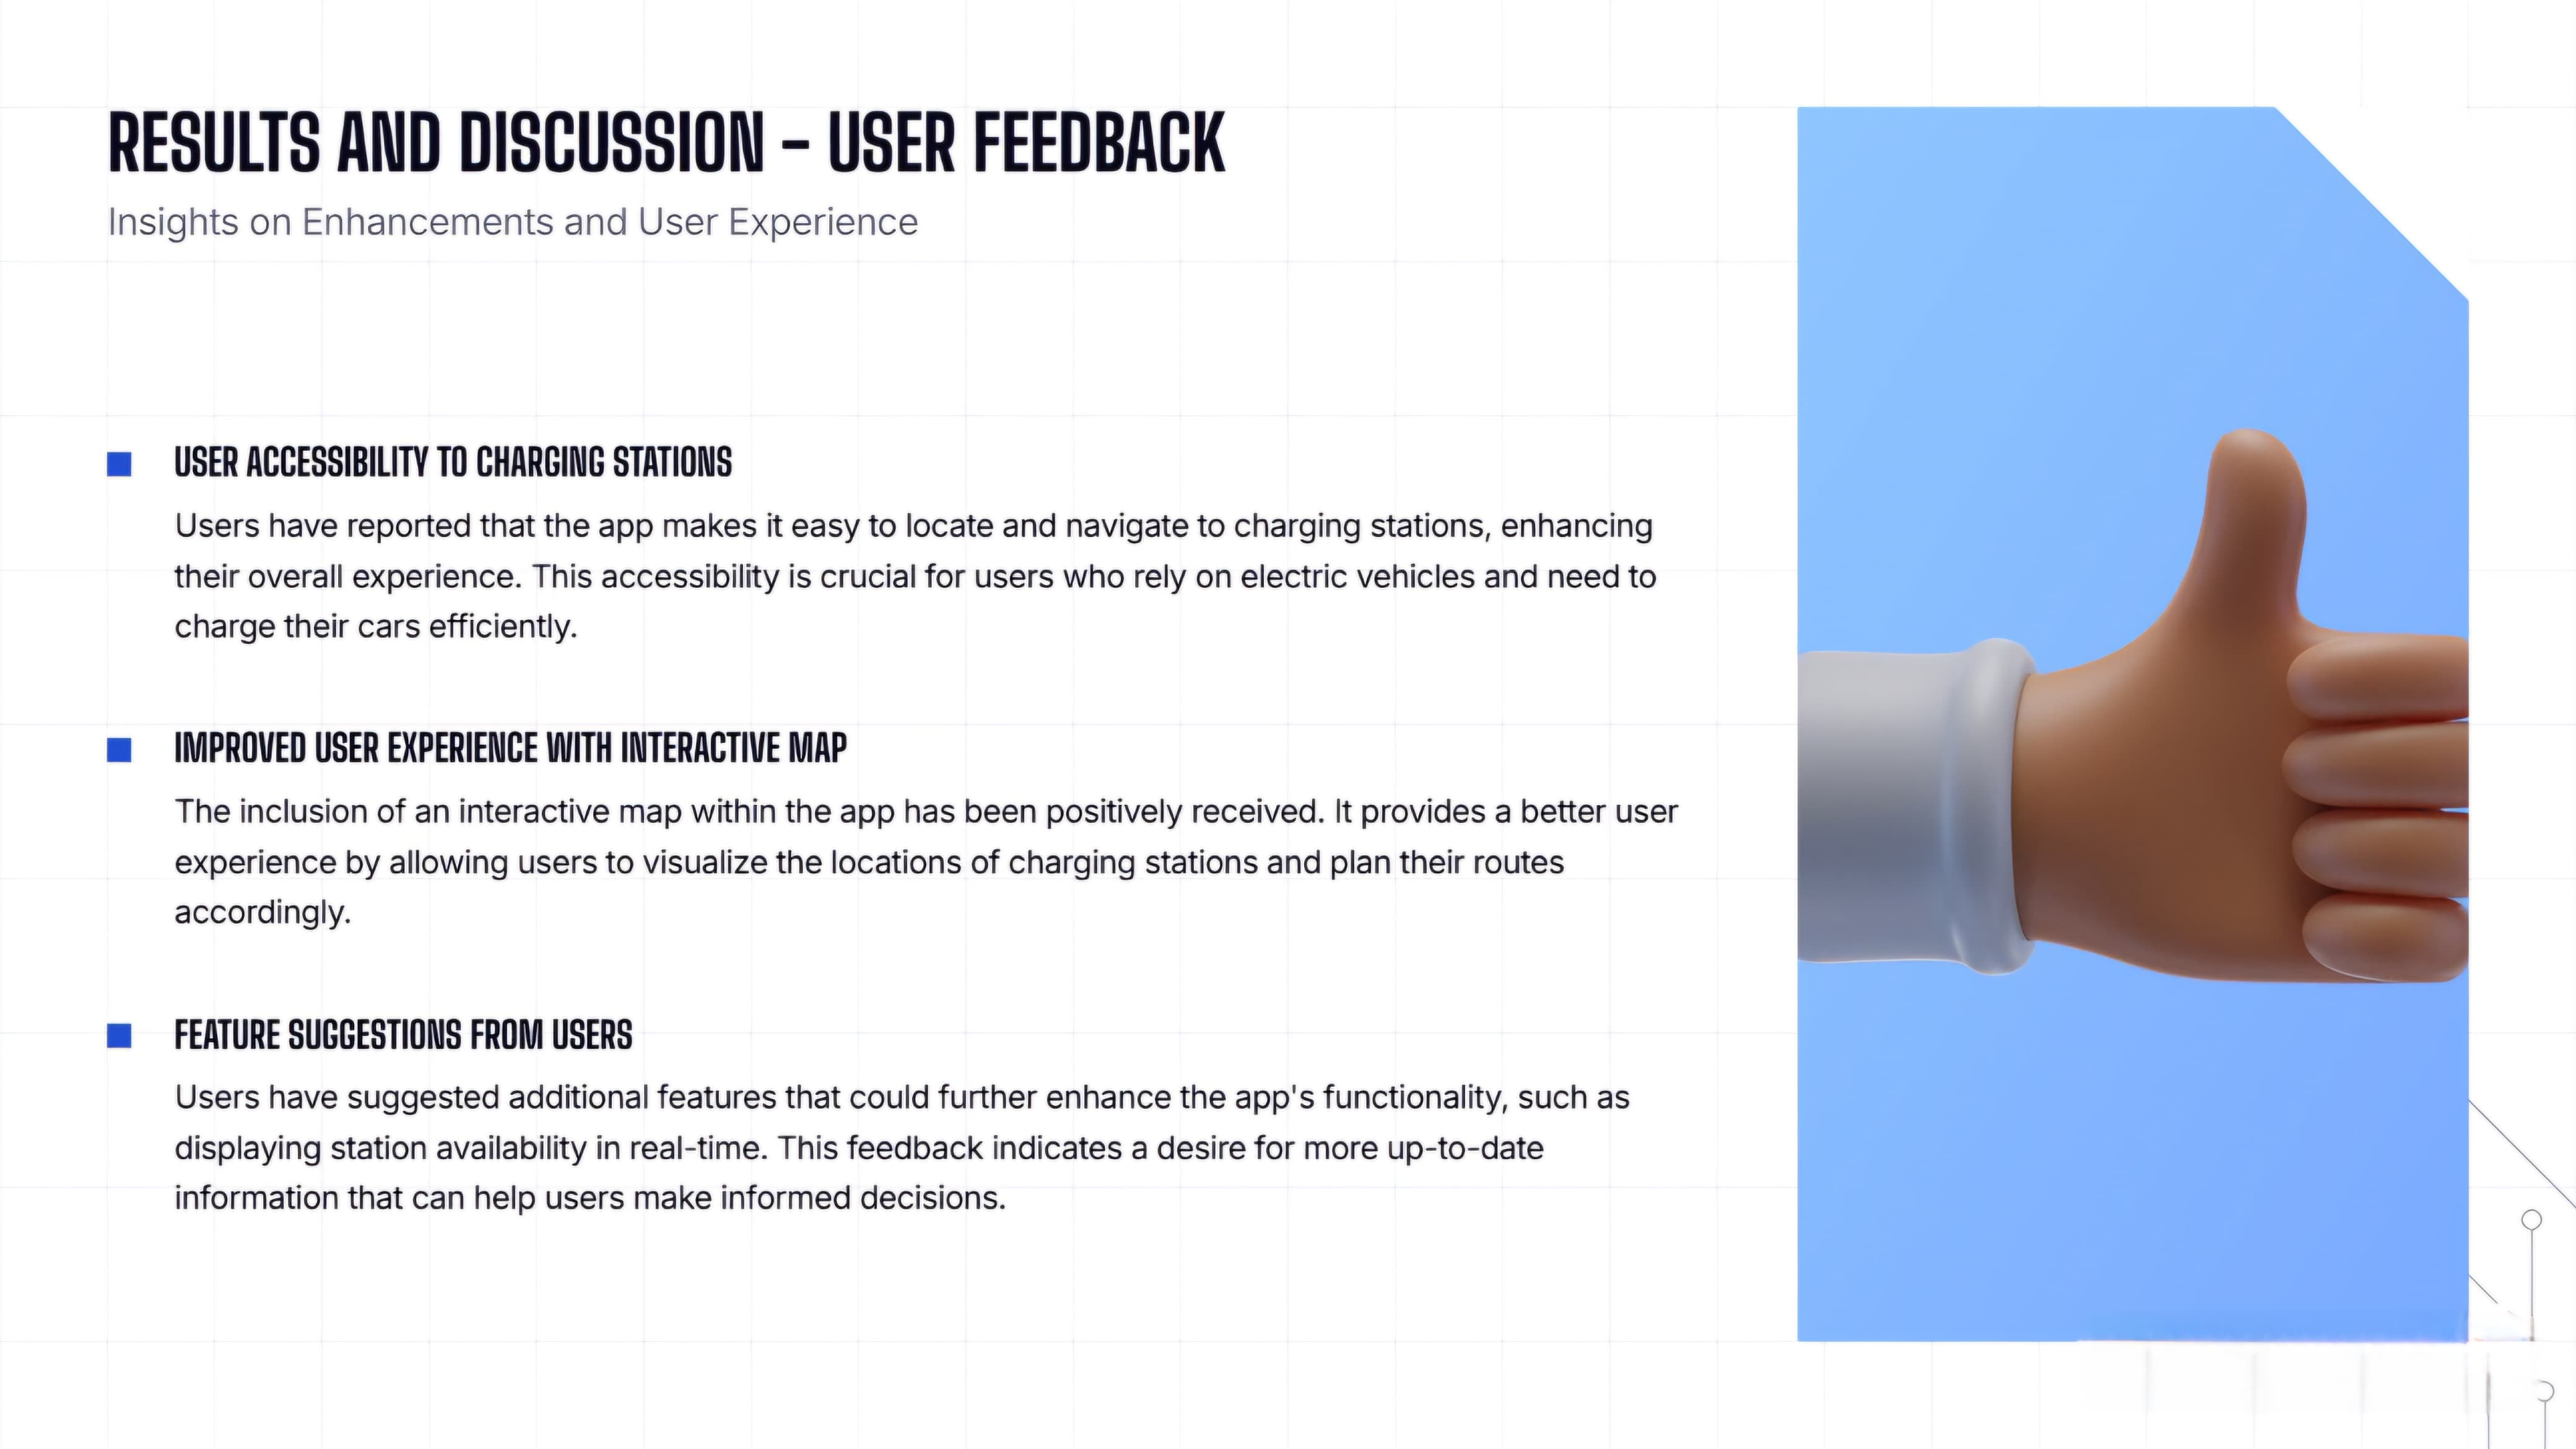 RESULTS AND DISCUSSION – USER FEEDBACK
Insights on Enhancements and User Experience
USER ACCESSIBILITY TO CHARGING STATIONS
Users have reported that the app makes it easy to locate and navigate to charging stations, enhancing
their overall experience. This accessibility is crucial for users who rely on electric vehicles and need to
charge their cars efficiently.
IMPROVED USER EXPERIENCE WITH INTERACTIVE MAP
The inclusion of an interactive map within the app has been positively received. It provides a better user
experience by allowing users to visualize the locations of charging stations and plan their routes
accordingly.
FEATURE SUGGESTIONS FROM USERS
Users have suggested additional features that could further enhance the app's functionality, such as
displaying station availability in real-time. This feedback indicates a desire for more up-to-date
information that can help users make informed decisions.